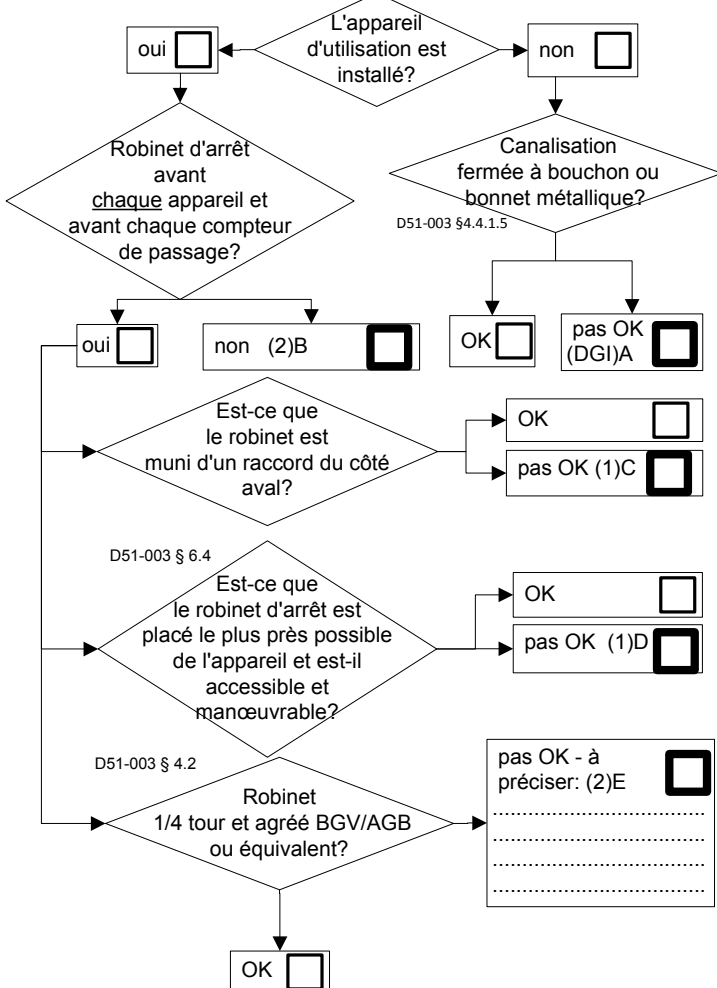 L'appareil
d'utilisation est
installé?
oui
non
Robinet d'arrêt
avant
chaque appareil et
avant chaque compteur
de passage?
Canalisation
fermée à bouchon ou
bonnet métallique?
D51-003 §4.4.1.5
oui
non (2)B
OK
pas OK
(DGI)A
Est-ce que
le robinet est
muni d'un raccord du côté
aval?
OK
pas OK (1)C
D51-003 § 6.4
Est-ce que
le robinet d'arrêt est
placé le plus près possible
de l'appareil et est-il
accessible et
manœuvrable?
OK
pas OK (1)D
D51-003 § 4.2
Robinet
1/4 tour et agréé BGV/AGB
ou équivalent?
pas OK - à
préciser: (2)E
....................................
....................................
....................................
....................................
OK